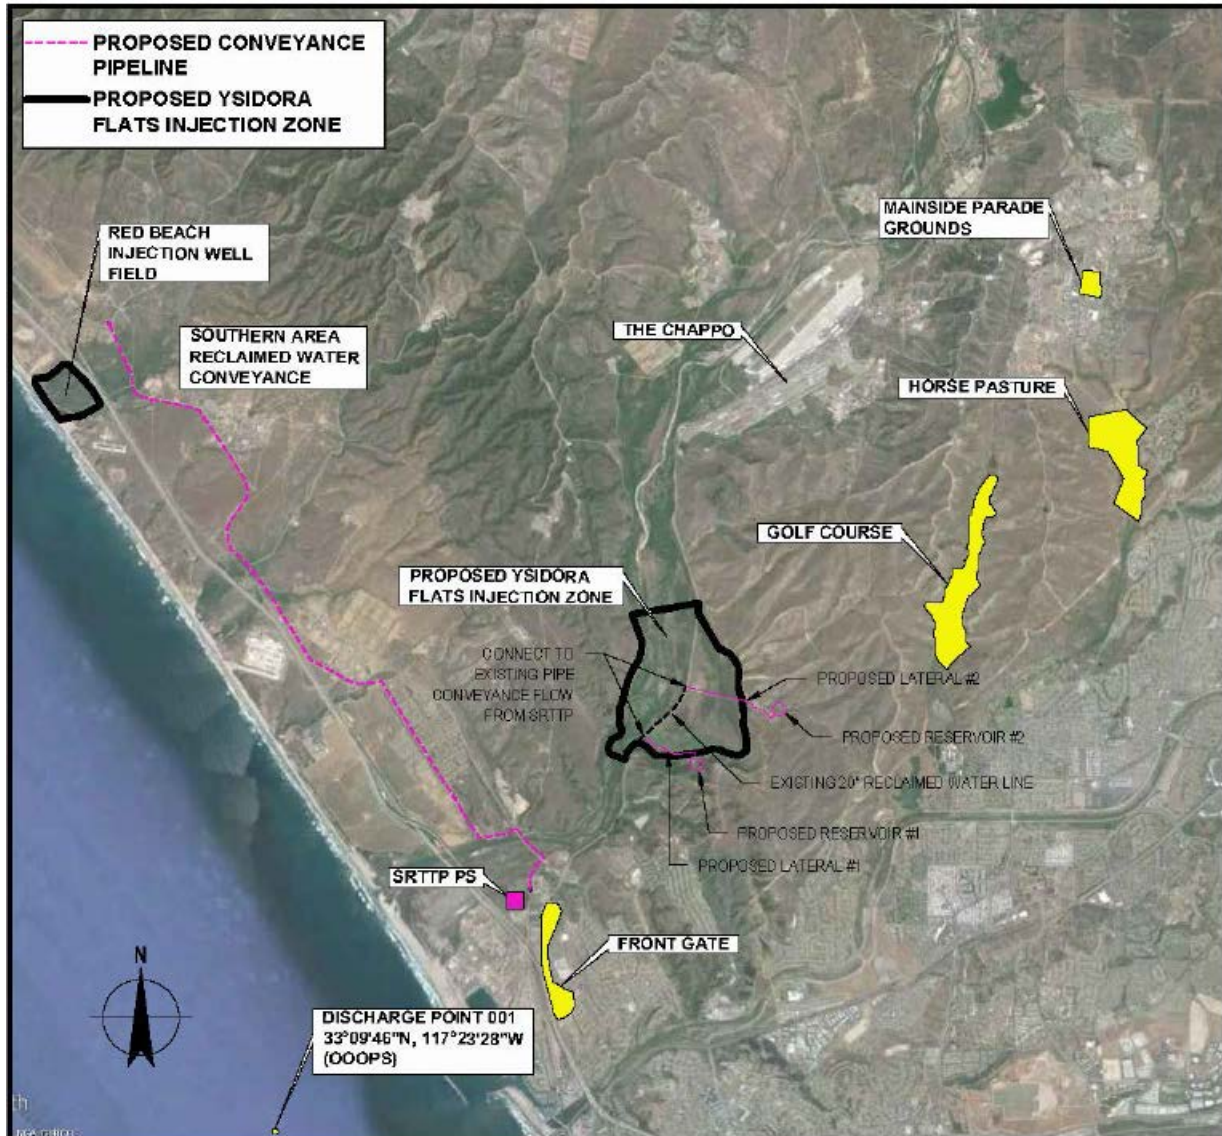 PROPOSED CONVEYANCE
PIPELINE
PROPOSED YSIDORA
FLATS INJECTION ZONE
RED BEACH
INJECTION WELL
FIELD
MAINSIDE PARADE
GROUNDS
SOUTHERN AREA
RECLAIMED WATER
CONVEYANCE
THE CHAPPO
HORSE PASTURE
GOLF COURSE
PROPOSED YSIDORA
FLATS INJECTION ZONE
CONNECT TO
EXISTING PIPE
CONVEYANCE FLOW
FROM SRTTP
PROPOSED LATERAL #2
PROPOSED RESERVOIR #2
EXISTING 20" RECLAIMED WATER LINE
PROPOSED RESERVOIR #1
PROPOSED LATERAL #1
SRTTP PS
FRONT GATE
N
DISCHARGE POINT 001
33°09'46"N, 117°23'28"W
(OOOPS)
th